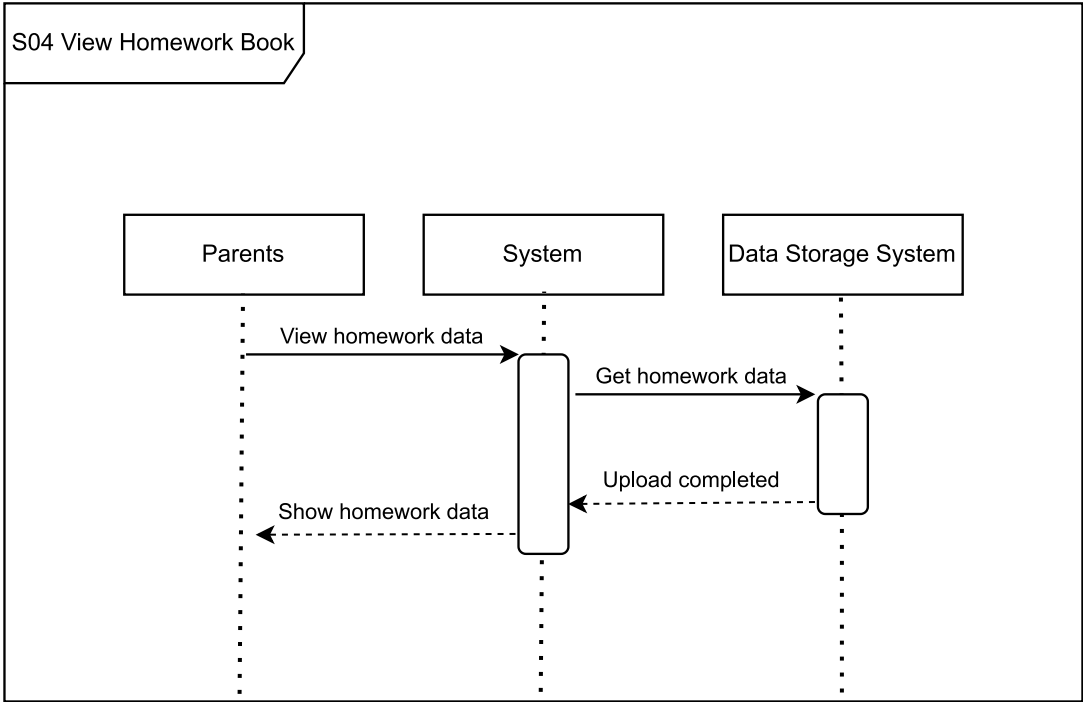 S04 View Homework Book
Parents
System
Data Storage System
View homework data
Get homework data
Upload completed
Show homework data